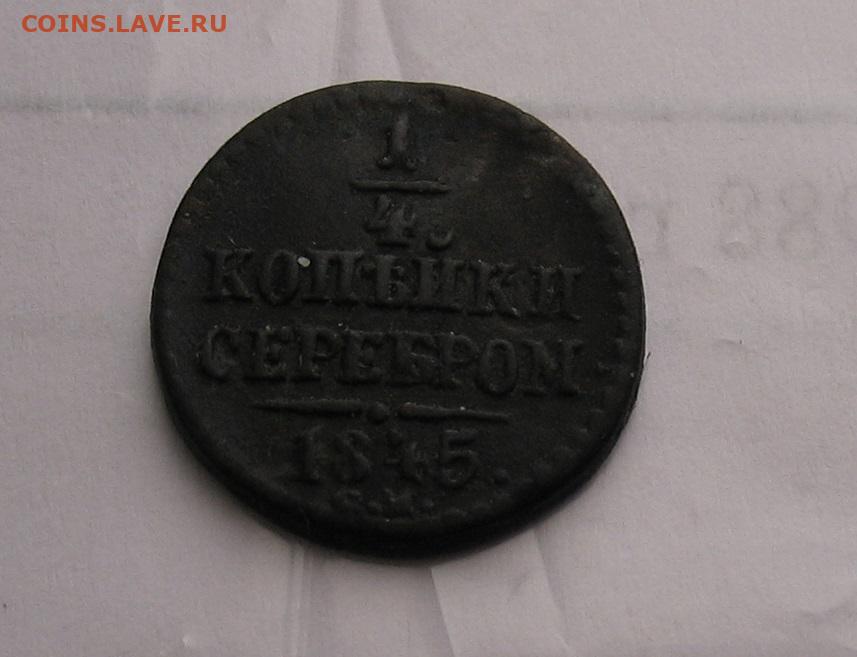 COINS.LAVE.RU
1
4.
КОПѢЙКИ
СЕРЕБРОМ
1845.
С.М.